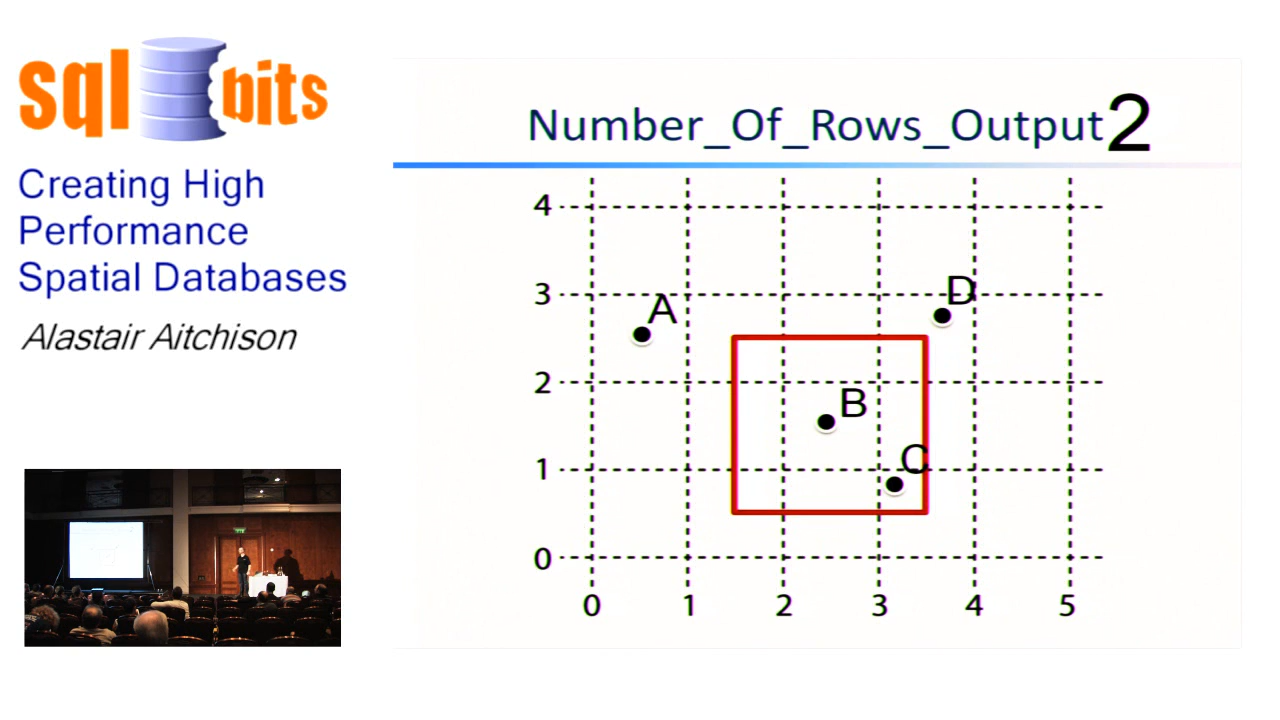 sql bits
Creating High
Performance
Spatial Databases
Alastair Aitchison
Number_Of_Rows_Output 2
4
3
2
1
0
A
D
B
C
0 1 2 3 4 5